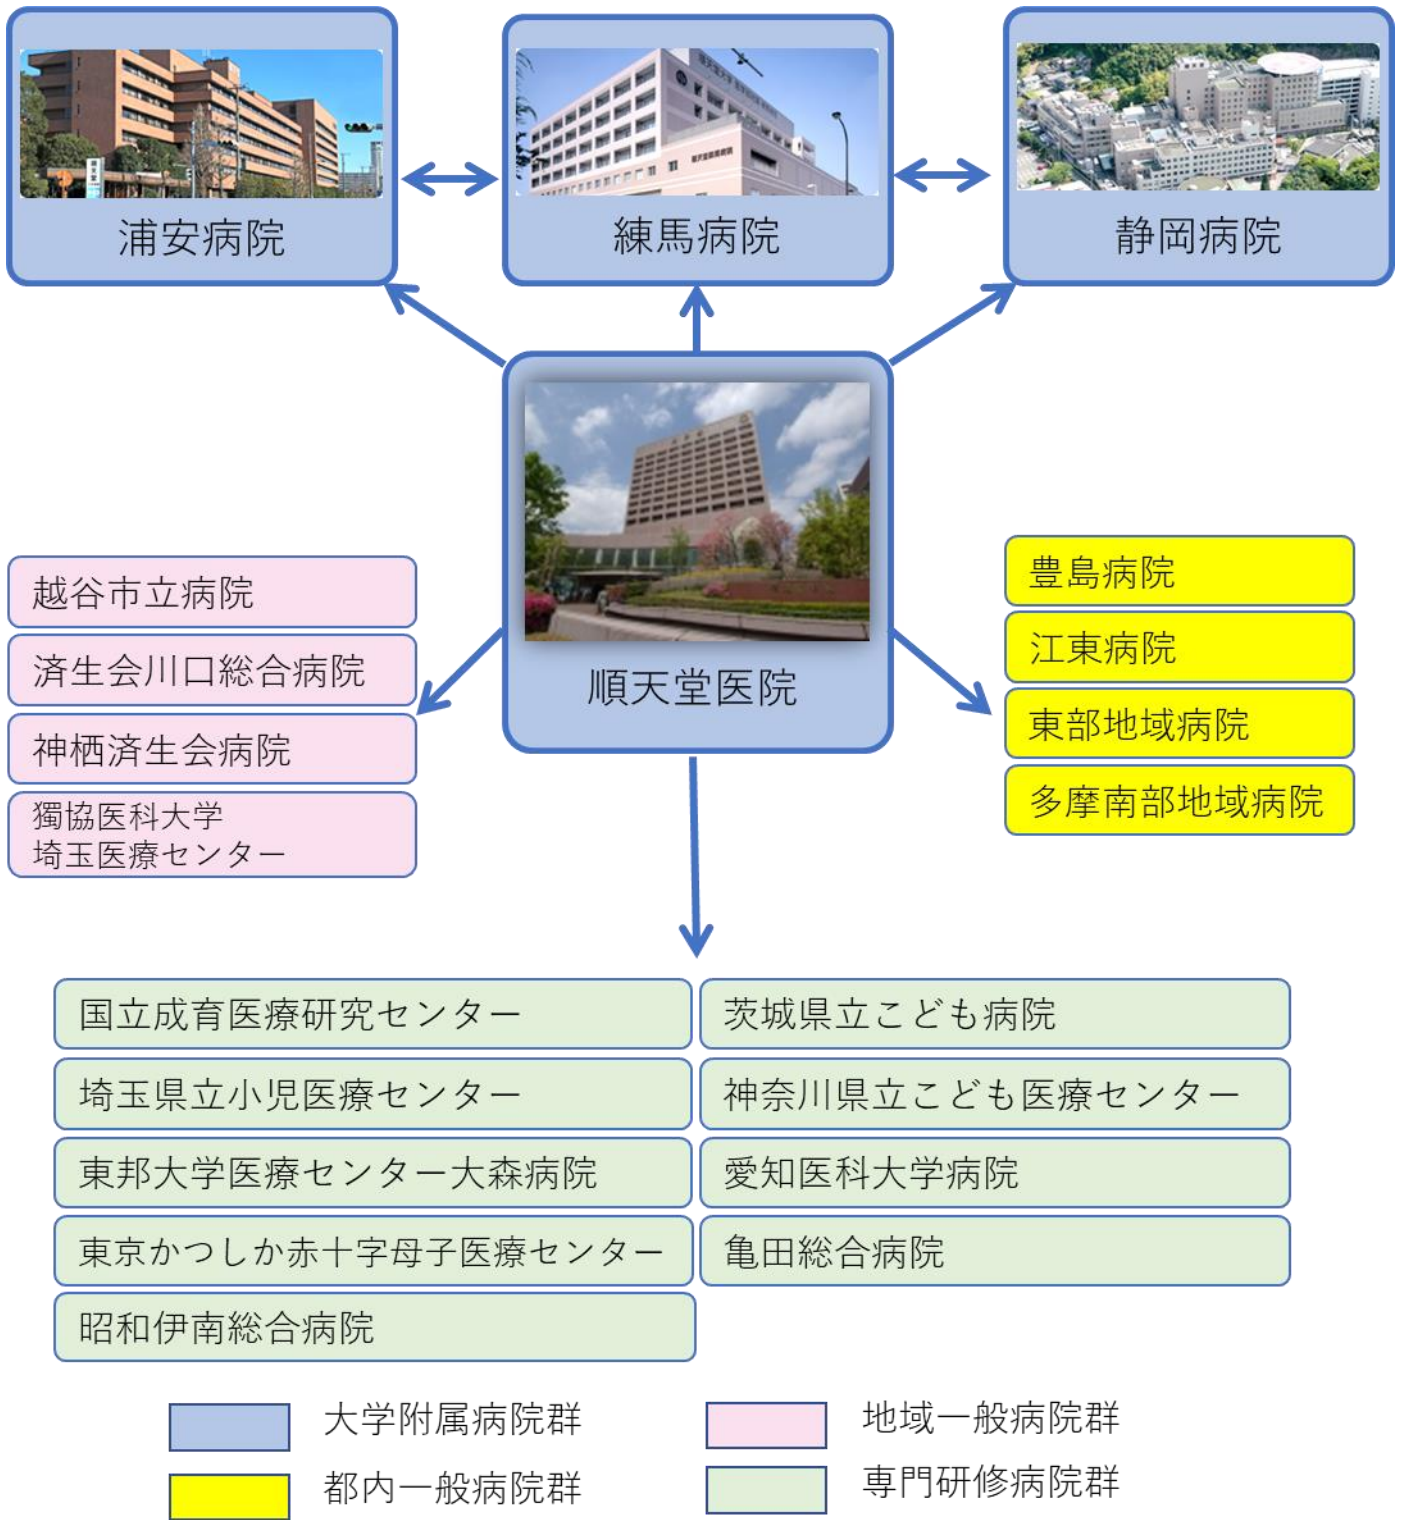 浦安病院
練馬病院
静岡病院
順天堂医院
越谷市立病院
済生会川口総合病院
神栖済生会病院
獨協医科大学
埼玉医療センター
豊島病院
江東病院
東部地域病院
多摩南部地域病院
国立成育医療研究センター
茨城県立こども病院
埼玉県立小児医療センター
神奈川県立こども医療センター
東邦大学医療センター大森病院
愛知医科大学病院
東京かつしか赤十字母子医療センター
亀田総合病院
昭和伊南総合病院
大学附属病院群
地域一般病院群
都内一般病院群
専門研修病院群